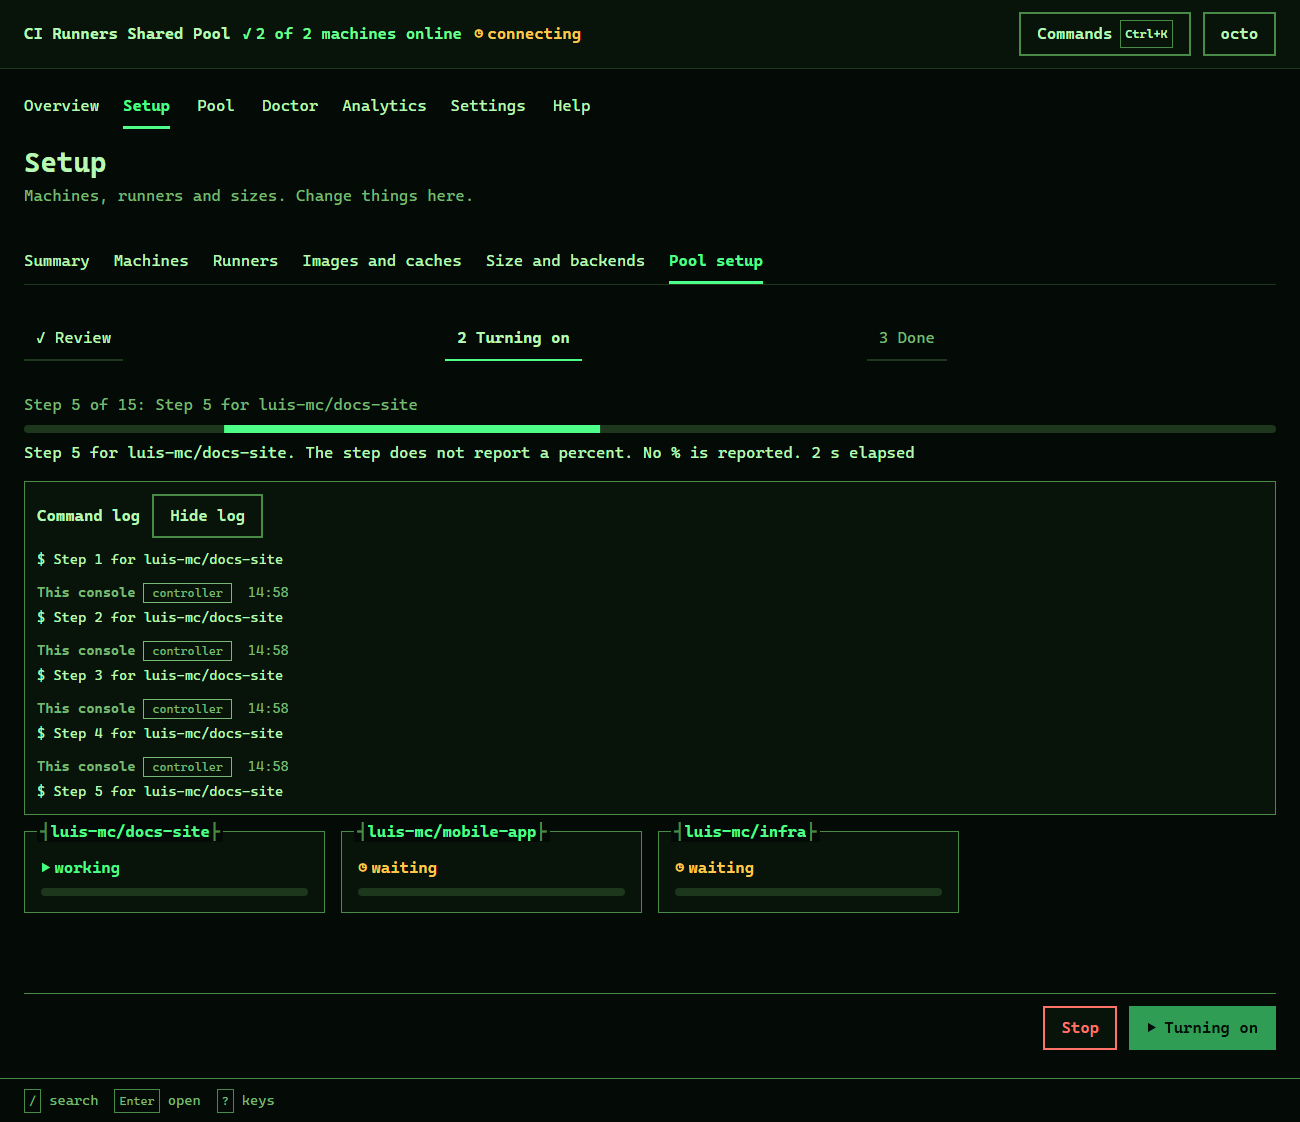 CI Runners Shared Pool ✓ 2 of 2 machines online connecting Commands Ctrl+K octo
Overview Setup Pool Doctor Analytics Settings Help
Setup
Machines, runners and sizes. Change things here.
Summary Machines Runners Images and caches Size and backends Pool setup
✓ Review 2 Turning on 3 Done
Step 5 of 15: Step 5 for luis-mc/docs-site
Step 5 for luis-mc/docs-site. The step does not report a percent. No % is reported. 2 s elapsed
Command log Hide log
$ Step 1 for luis-mc/docs-site
This console controller 14:58
$ Step 2 for luis-mc/docs-site
This console controller 14:58
$ Step 3 for luis-mc/docs-site
This console controller 14:58
$ Step 4 for luis-mc/docs-site
This console controller 14:58
$ Step 5 for luis-mc/docs-site
luis-mc/docs-site luis-mc/mobile-app luis-mc/infra
working waiting waiting
Stop Turning on
/ search Enter open ? keys